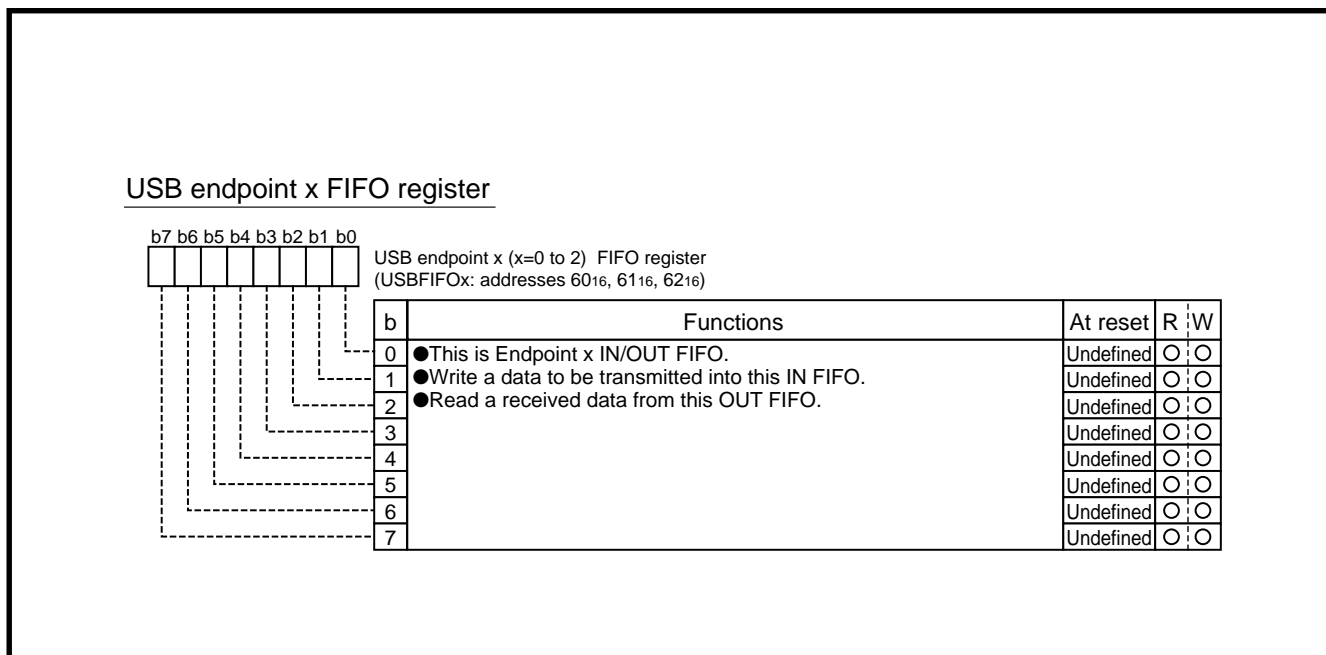 USB endpoint x FIFO register
b7 b6 b5 b4 b3 b2 b1 b0
USB endpoint x (x=0 to 2) FIFO register
(USBFIFOx: addresses 6016, 6116, 6216)
b Functions At reset R W
0 ●This is Endpoint x IN/OUT FIFO. Undefined O O
1 ●Write a data to be transmitted into this IN FIFO. Undefined O O
2 ●Read a received data from this OUT FIFO. Undefined O O
3 Undefined O O
4 Undefined O O
5 Undefined O O
6 Undefined O O
7 Undefined O O